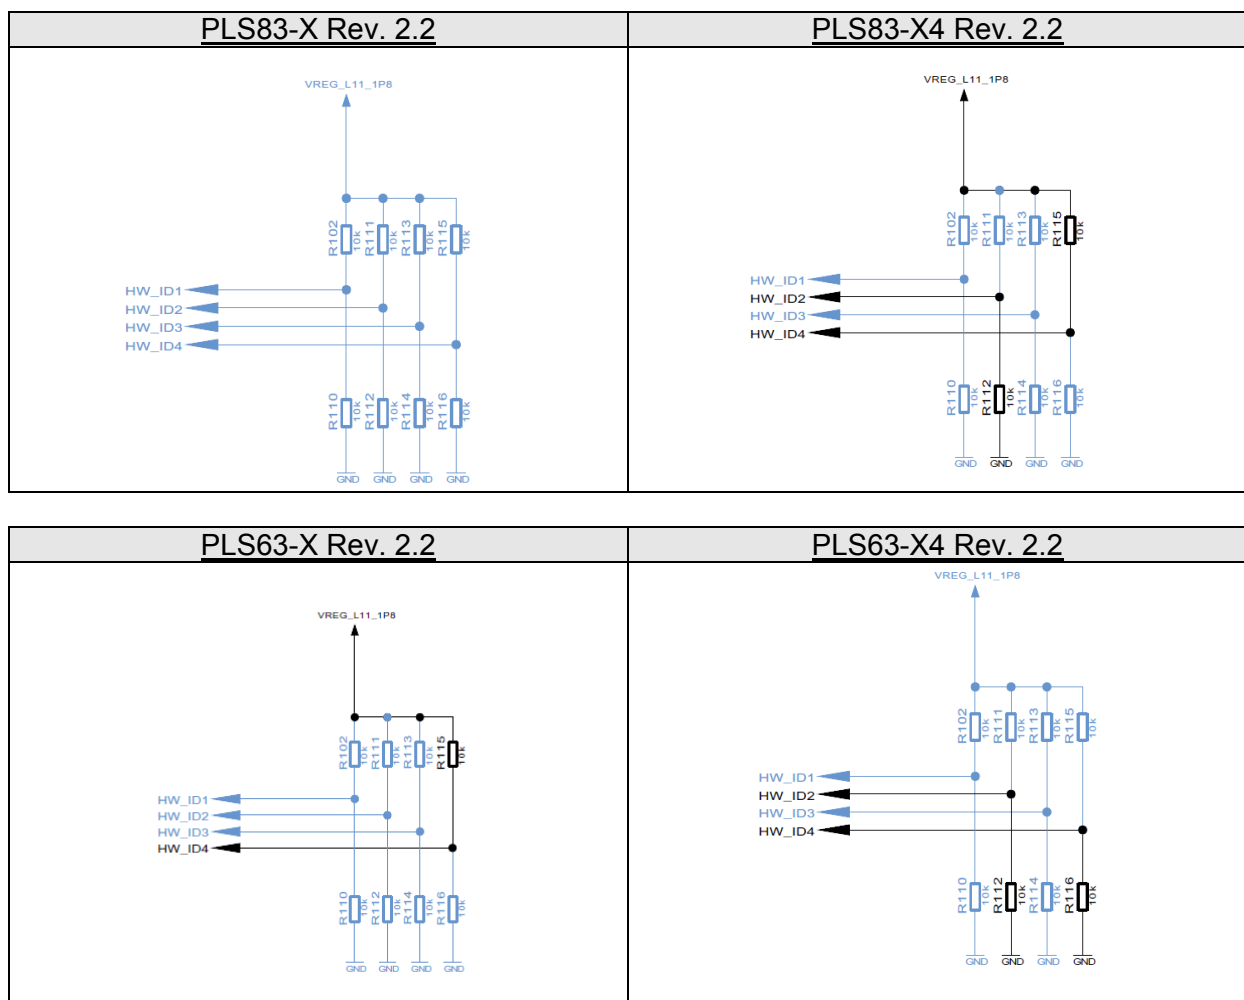 PLS83-X Rev. 2.2
PLS83-X4 Rev. 2.2
VREG_L11_1P8
R102 10k R111 10k R113 10k R115 10k
HW_ID1
HW_ID2
HW_ID3
HW_ID4
R110 10k R112 10k R114 10k R116 10k
GND GND GND GND
VREG_L11_1P8
R102 10k R111 10k R113 10k R115 10k
HW_ID1
HW_ID2
HW_ID3
HW_ID4
R110 10k R112 10k R114 10k R116 10k
GND GND GND GND
PLS63-X Rev. 2.2
PLS63-X4 Rev. 2.2
VREG_L11_1P8
R102 10k R111 10k R113 10k R115 10k
HW_ID1
HW_ID2
HW_ID3
HW_ID4
R110 10k R112 10k R114 10k R116 10k
GND GND GND GND
VREG_L11_1P8
R102 10k R111 10k R113 10k R115 10k
HW_ID1
HW_ID2
HW_ID3
HW_ID4
R110 10k R112 10k R114 10k R116 10k
GND GND GND GND